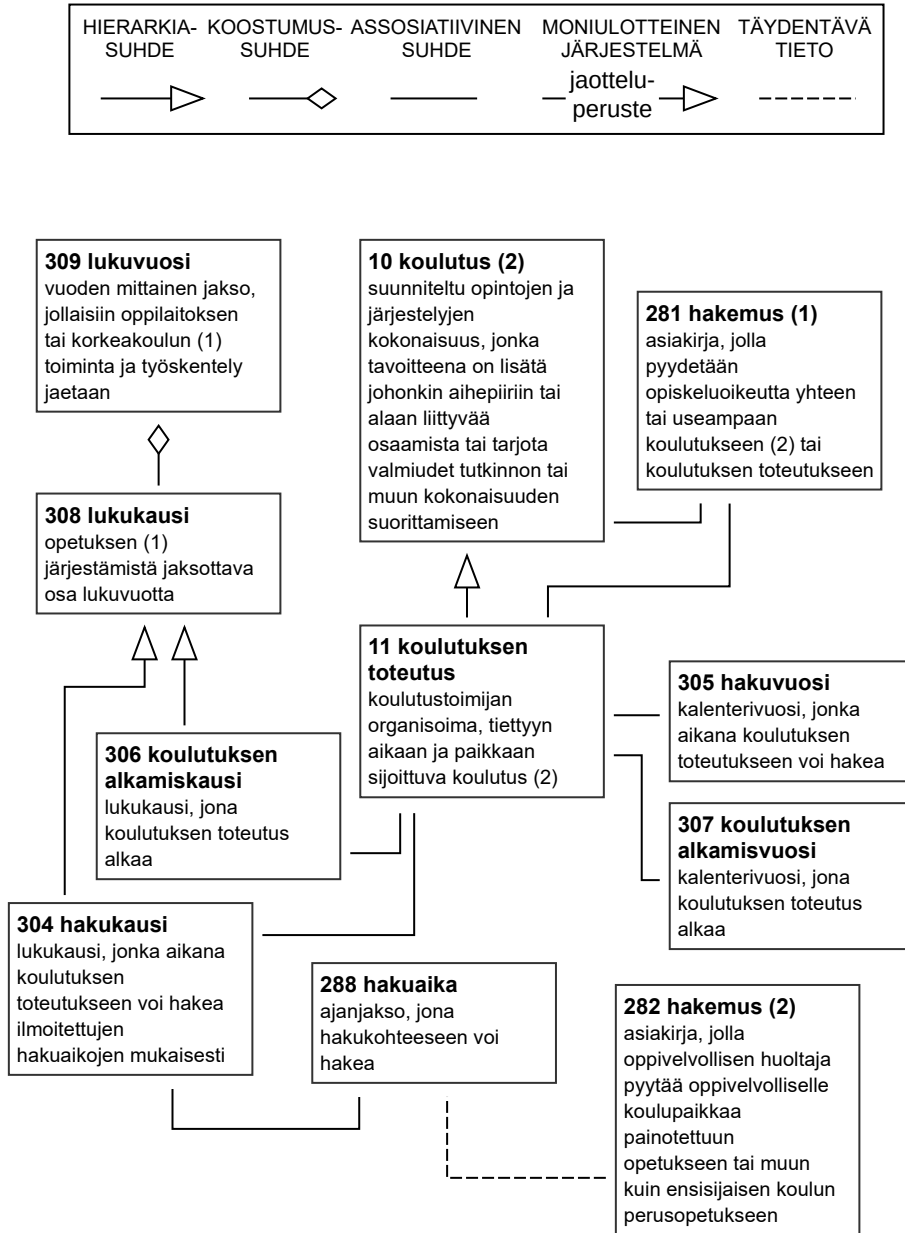 HIERARKIA-
SUHDE
KOOSTUMUS-
SUHDE
ASSOSIATIIVINEN
SUHDE
MONIULOTTEINEN
JÄRJESTELMÄ
TÄYDENTÄVÄ
TIETO
jaottelu-
peruste
309 lukuvuosi
vuoden mittainen jakso,
jollaisiin oppilaitoksen
tai korkeakoulun (1)
toiminta ja työskentely
jaetaan
10 koulutus (2)
suunniteltu opintojen ja
järjestelyjen
kokonaisuus, jonka
tavoitteena on lisätä
johonkin aihepiiriin tai
alaan liittyvää
osaamista tai tarjota
valmiudet tutkinnon tai
muun kokonaisuuden
suorittamiseen
281 hakemus (1)
asiakirja, jolla
pyydetään
opiskeluoikeutta yhteen
tai useampaan
koulutukseen (2) tai
koulutuksen toteutukseen
308 lukukausi
opetuksen (1)
järjestämistä jaksottava
osa lukuvuotta
11 koulutuksen
toteutus
koulutustoimijan
organisoima, tiettyyn
aikaan ja paikkaan
sijoittuva koulutus (2)
305 hakuvuosi
kalenterivuosi, jonka
aikana koulutuksen
toteutukseen voi hakea
306 koulutuksen
alkamiskausi
lukukausi, jona
koulutuksen toteutus
alkaa
307 koulutuksen
alkamisvuosi
kalenterivuosi, jona
koulutuksen toteutus
alkaa
304 hakukausi
lukukausi, jonka aikana
koulutuksen
toteutukseen voi hakea
ilmoitettujen
hakuaikojen mukaisesti
288 hakuaika
ajanjakso, jona
hakukohteeseen voi
hakea
282 hakemus (2)
asiakirja, jolla
oppivelvollisen huoltaja
pyytää oppivelvolliselle
koulupaikkaa
painotettuun
opetukseen tai muun
kuin ensisijaisen koulun
perusopetukseen